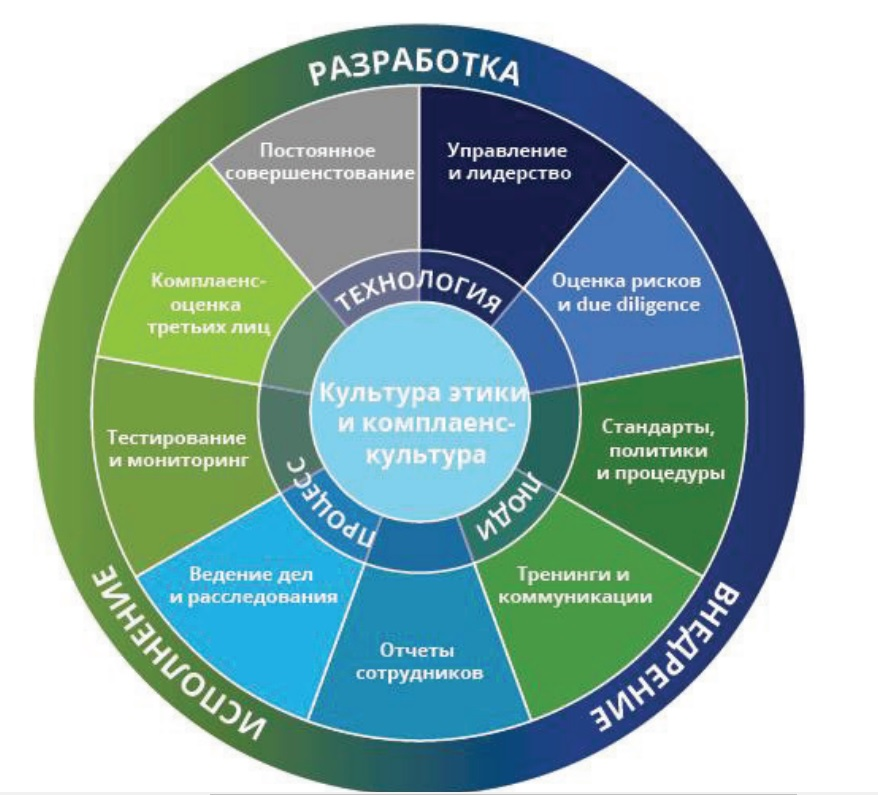 РАЗРАБОТКА
Постоянное
совершенстование
Управление
и лидерство
Комплаенс-
оценка
третьих лиц
ТЕХНОЛОГИЯ
Оценка рисков
и due diligence
Культура этики
и комплаенс-
культура
Тестирование
и мониторинг
Стандарты,
политики
и процедуры
ПРОЦЕСС
ЛЮДИ
Ведение дел
и расследования
Тренинги и
коммуникации
Отчеты
сотрудников
ИСПОЛНЕНИЕ
ВНЕДРЕНИЕ